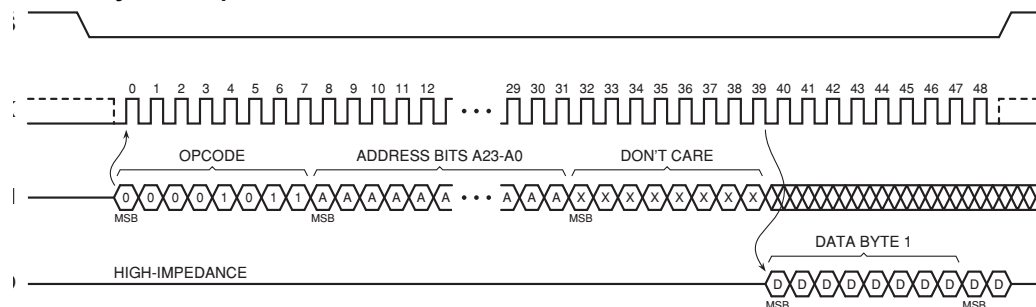 0 1 2 3 4 5 6 7 8 9 10 11 12 29 30 31 32 33 34 35 36 37 38 39 40 41 42 43 44 45 46 47 48
OPCODE ADDRESS BITS A23-A0 DON'T CARE
0 0 0 0 1 0 1 1 A A A A A A A A A X X X X X X X X
MSB MSB MSB
DATA BYTE 1
HIGH-IMPEDANCE
D D D D D D D D D D
MSB MSB